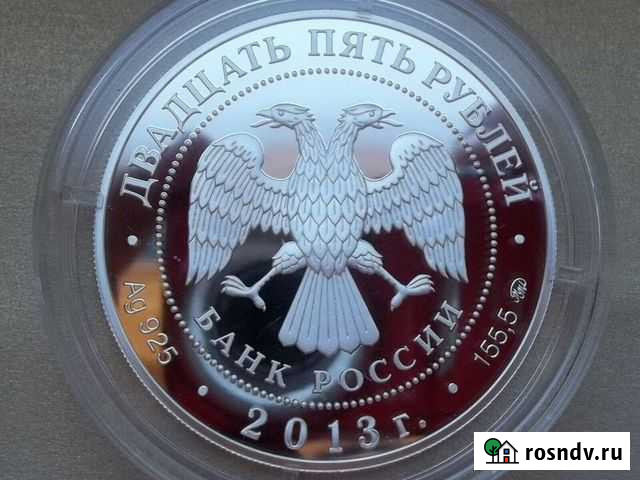 ДВАДЦАТЬ ПЯТЬ РУБЛЕЙ
БАНК РОССИИ
Ag 925
155,5
2013 г.
rosndv.ru